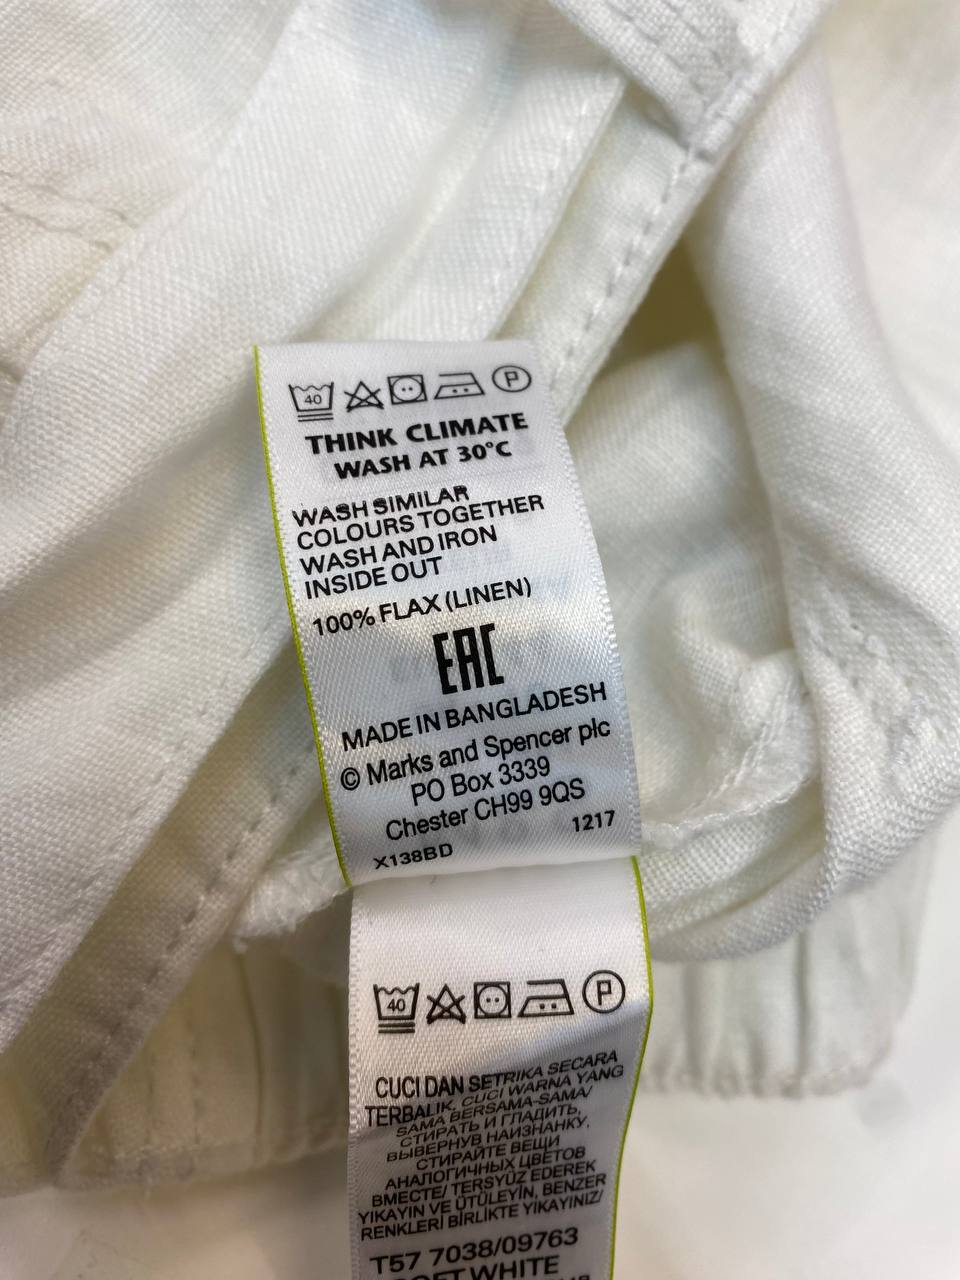 40 P
THINK CLIMATE
WASH AT 30°C
WASH SIMILAR
COLOURS TOGETHER
WASH AND IRON
INSIDE OUT
100% FLAX (LINEN)
EAC
MADE IN BANGLADESH
© Marks and Spencer plc
PO Box 3339
Chester CH99 9QS
X138BD 1217
40 P
CUCI DAN SETRIKA SECARA
TERBALIK. CUCI WARNA YANG
SAMA BERSAMA-SAMA/
СТИРАТЬ И ГЛАДИТЬ,
ВЫВЕРНУВ НАИЗНАНКУ,
СТИРАЙТЕ ВЕЩИ
АНАЛОГИЧНЫХ ЦВЕТОВ
ВМЕСТЕ/ TERSYÜZ EDEREK
YIKAYIN VE ÜTÜLEYİN, BENZER
RENKLERİ BİRLİKTE YIKAYINIZ/
T57 7038/09763
SOFT WHITE